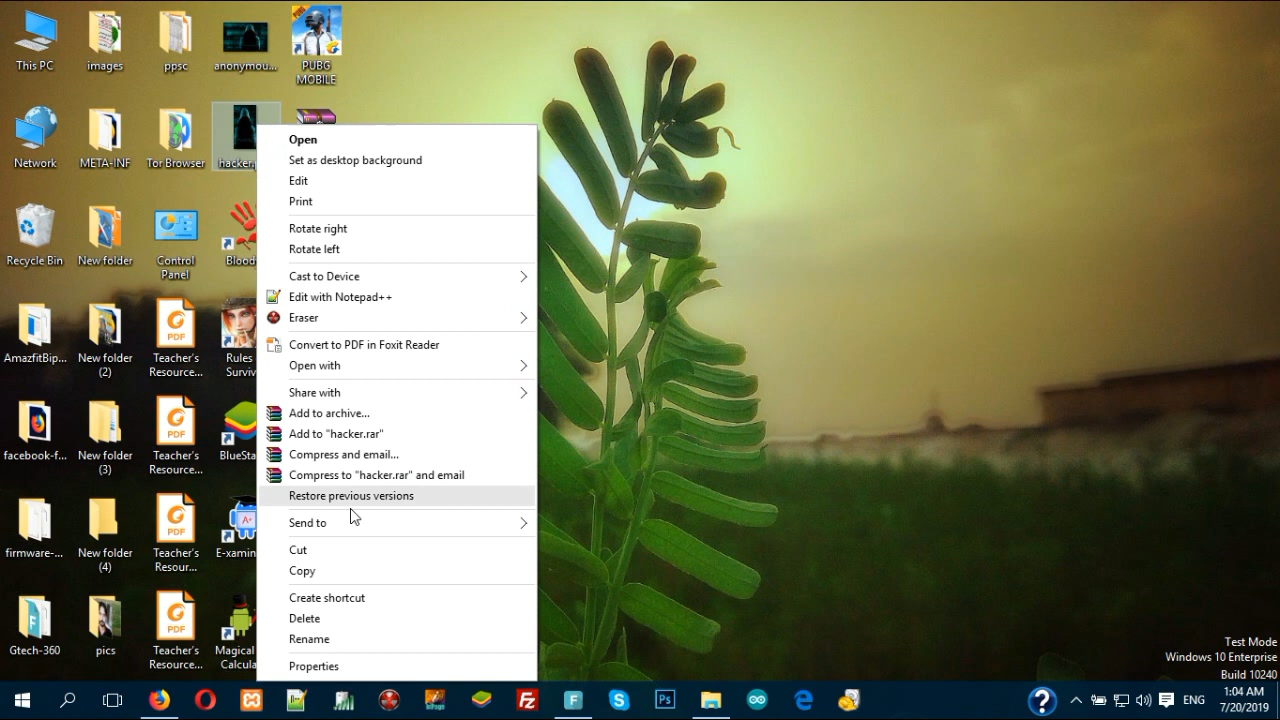 This PC
images
ppsc
anonymou...
PUBG
MOBILE
Network
META-INF
Tor Browser
hacker
Recycle Bin
New folder
Control
Panel
Blood
AmazfitBip...
New folder
(2)
Teacher's
Resource...
Rules
Surviv
facebook-f...
New folder
(3)
Teacher's
Resource...
BlueSta
firmware-...
New folder
(4)
Teacher's
Resour...
E-examin
Gtech-360
pics
Teacher's
Resource...
Magical
Calcula
PDF
PDF
PDF
PDF
A+
Open
Set as desktop background
Edit
Print
Rotate right
Rotate left
Cast to Device
Edit with Notepad++
Eraser
Convert to PDF in Foxit Reader
Open with
Share with
Add to archive...
Add to "hacker.rar"
Compress and email...
Compress to "hacker.rar" and email
Restore previous versions
Send to
Cut
Copy
Create shortcut
Delete
Rename
Properties
Test Mode
Windows 10 Enterprise
Build 10240
ENG
1:04 AM
7/20/2019